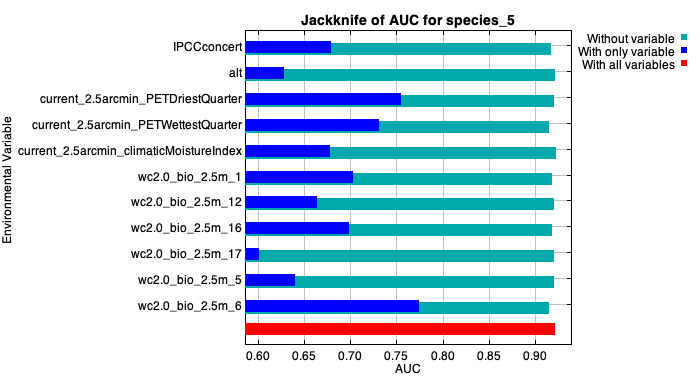 Jackknife of AUC for species_5
IPCCconcert
alt
current_2.5arcmin_PETDriestQuarter
current_2.5arcmin_PETWettestQuarter
current_2.5arcmin_climaticMoistureIndex
wc2.0_bio_2.5m_1
wc2.0_bio_2.5m_12
wc2.0_bio_2.5m_16
wc2.0_bio_2.5m_17
wc2.0_bio_2.5m_5
wc2.0_bio_2.5m_6
Environmental Variable
0.60 0.65 0.70 0.75 0.80 0.85 0.90
AUC
Without variable
With only variable
With all variables